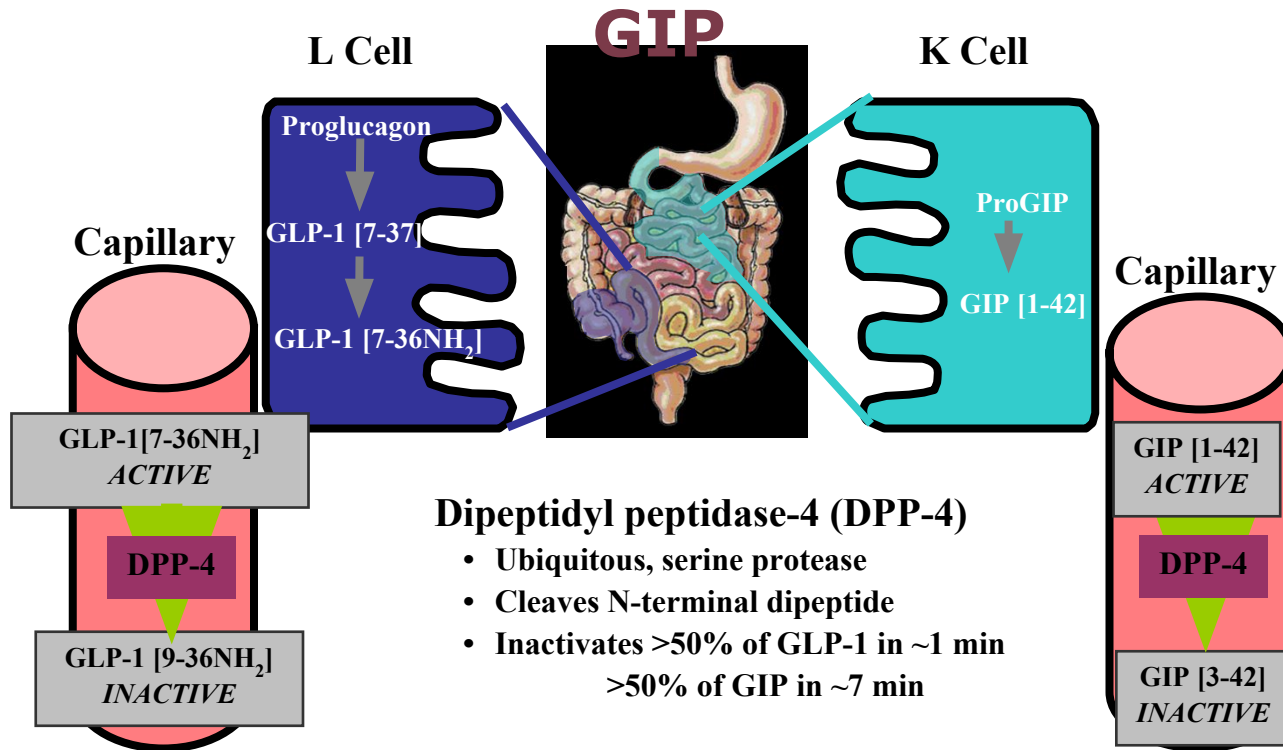 GIP
L Cell
K Cell
Proglucagon
GLP-1 [7-37]
GLP-1 [7-36NH2]
ProGIP
GIP [1-42]
Capillary
GLP-1[7-36NH2]
ACTIVE
DPP-4
GLP-1 [9-36NH2]
INACTIVE
Dipeptidyl peptidase-4 (DPP-4)
• Ubiquitous, serine protease
• Cleaves N-terminal dipeptide
• Inactivates >50% of GLP-1 in ~1 min
>50% of GIP in ~7 min
Capillary
GIP [1-42]
ACTIVE
DPP-4
GIP [3-42]
INACTIVE